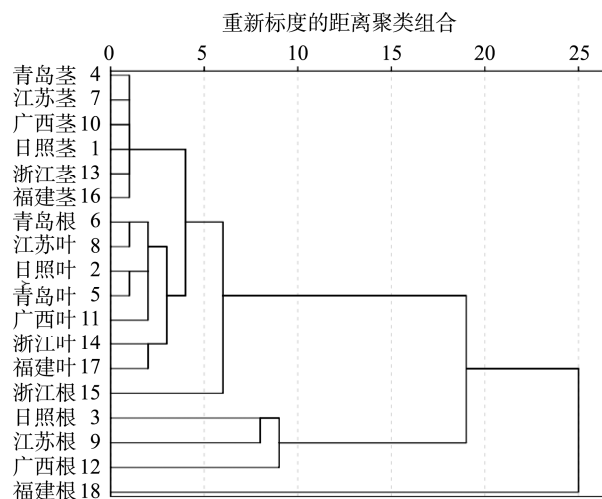 重新标度的距离聚类组合
0 5 10 15 20 25
青岛茎 4
江苏茎 7
广西茎 10
日照茎 1
浙江茎 13
福建茎 16
青岛根 6
江苏叶 8
日照叶 2
青岛叶 5
广西叶 11
浙江叶 14
福建叶 17
浙江根 15
日照根 3
江苏根 9
广西根 12
福建根 18